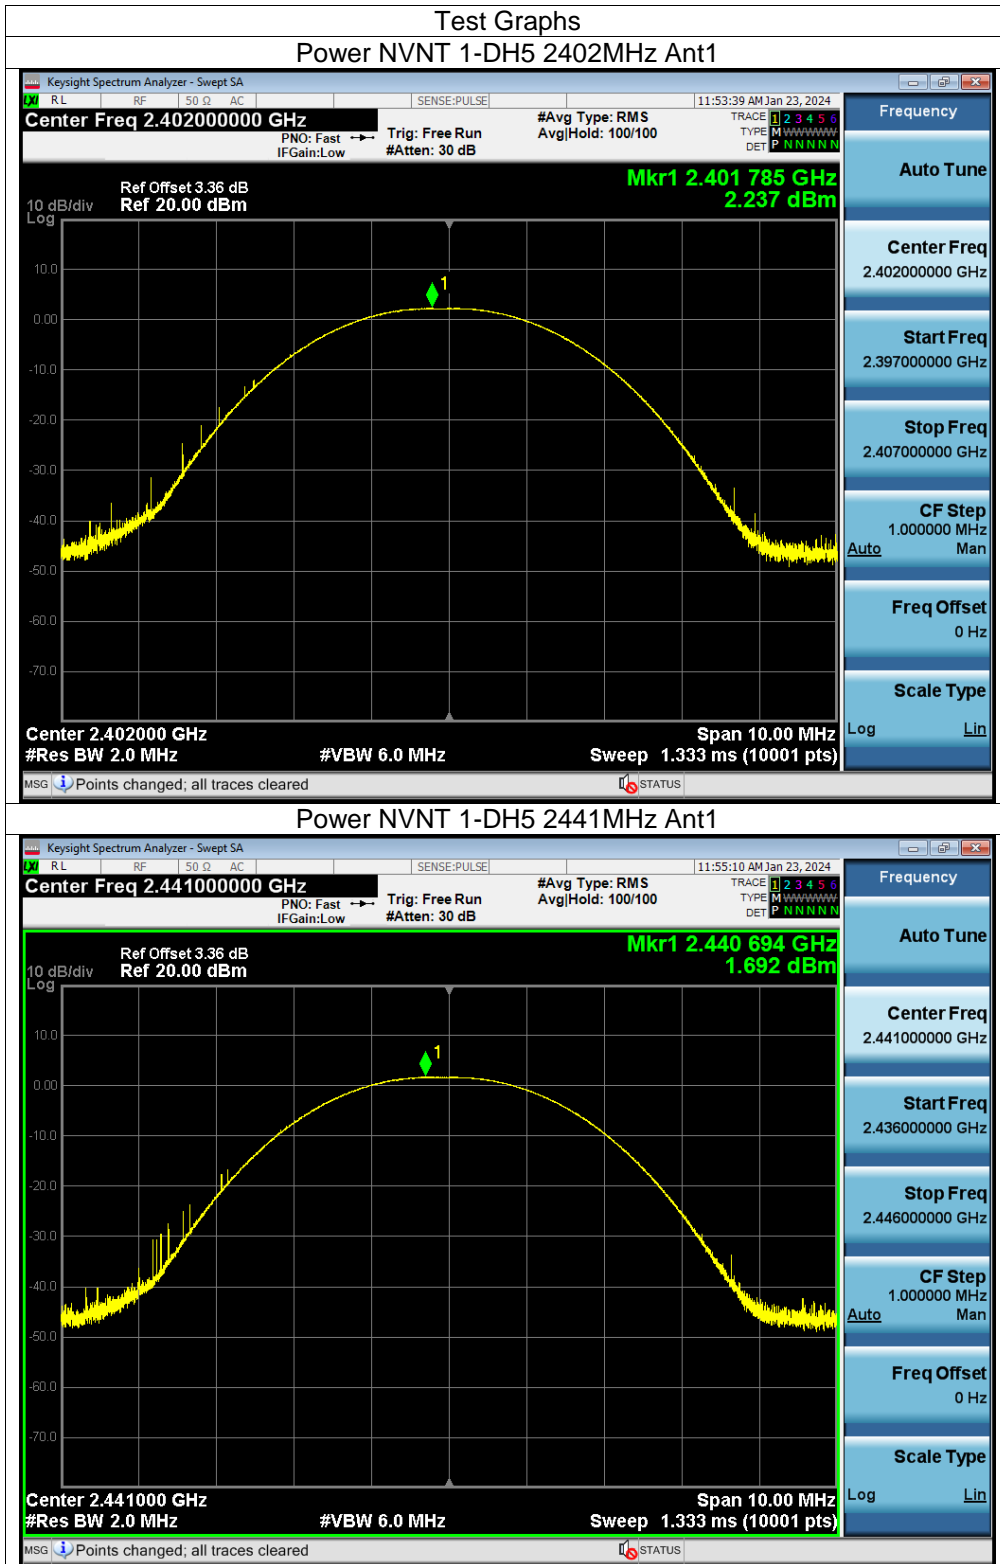 Test Graphs
Power NVNT 1-DH5 2402MHz Ant1
Keysight Spectrum Analyzer - Swept SA
LXI RL RF 50 Ω AC SENSE:PULSE 11:53:39 AM Jan 23, 2024
Center Freq 2.402000000 GHz #Avg Type: RMS TRACE 1 2 3 4 5 6
PNO: Fast Trig: Free Run Avg|Hold: 100/100 TYPE M WWWWW
IFGain:Low #Atten: 30 dB DET P N N N N N
Frequency
Mkr1 2.401 785 GHz
2.237 dBm
Ref Offset 3.36 dB
10 dB/div Ref 20.00 dBm
Log
10.0
0.00
-10.0
-20.0
-30.0
-40.0
-50.0
-60.0
-70.0
1
Center 2.402000 GHz Span 10.00 MHz
#Res BW 2.0 MHz #VBW 6.0 MHz Sweep 1.333 ms (10001 pts)
Auto Tune
Center Freq
2.402000000 GHz
Start Freq
2.397000000 GHz
Stop Freq
2.407000000 GHz
CF Step
1.000000 MHz
Auto Man
Freq Offset
0 Hz
Scale Type
Log Lin
MSG Points changed; all traces cleared STATUS
Power NVNT 1-DH5 2441MHz Ant1
Keysight Spectrum Analyzer - Swept SA
LXI RL RF 50 Ω AC SENSE:PULSE 11:55:10 AM Jan 23, 2024
Center Freq 2.441000000 GHz #Avg Type: RMS TRACE 1 2 3 4 5 6
PNO: Fast Trig: Free Run Avg|Hold: 100/100 TYPE M WWWWW
IFGain:Low #Atten: 30 dB DET P N N N N N
Frequency
Mkr1 2.440 694 GHz
1.692 dBm
Ref Offset 3.36 dB
10 dB/div Ref 20.00 dBm
Log
10.0
0.00
-10.0
-20.0
-30.0
-40.0
-50.0
-60.0
-70.0
1
Center 2.441000 GHz Span 10.00 MHz
#Res BW 2.0 MHz #VBW 6.0 MHz Sweep 1.333 ms (10001 pts)
Auto Tune
Center Freq
2.441000000 GHz
Start Freq
2.436000000 GHz
Stop Freq
2.446000000 GHz
CF Step
1.000000 MHz
Auto Man
Freq Offset
0 Hz
Scale Type
Log Lin
MSG Points changed; all traces cleared STATUS